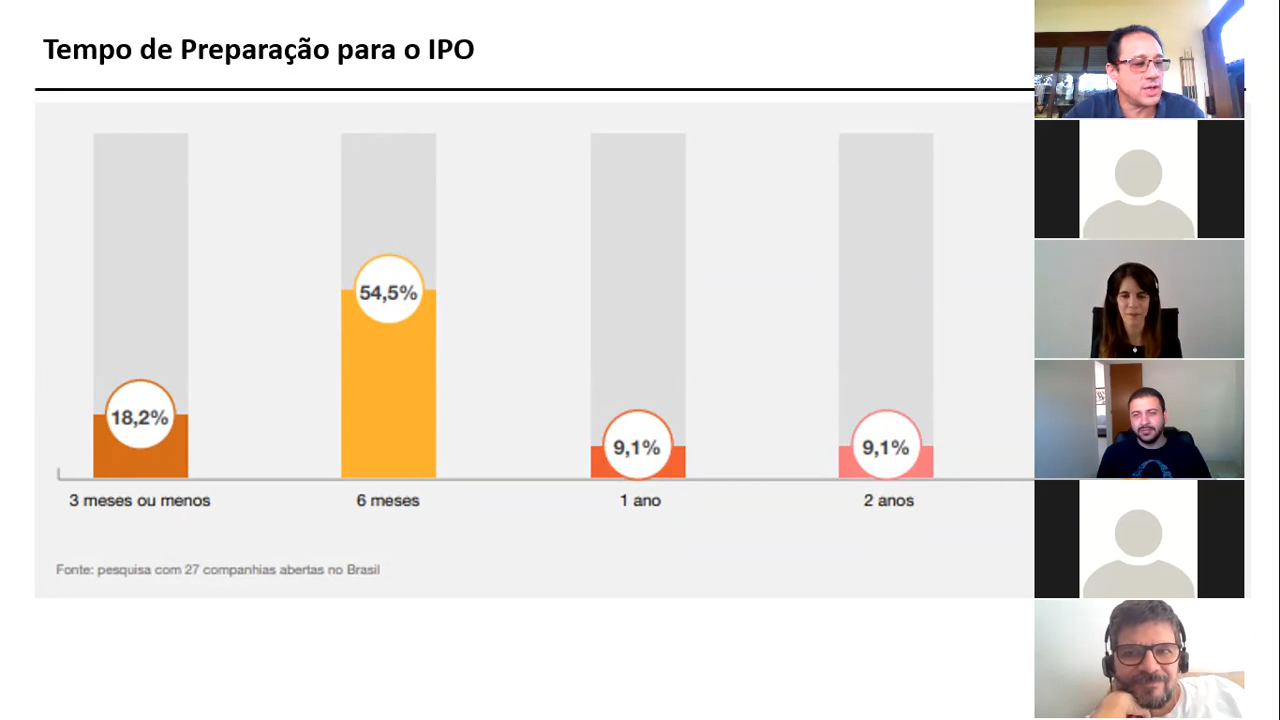 Tempo de Preparação para o IPO
18,2%
54,5%
9,1%
9,1%
3 meses ou menos
6 meses
1 ano
2 anos
Fonte: pesquisa com 27 companhias abertas no Brasil